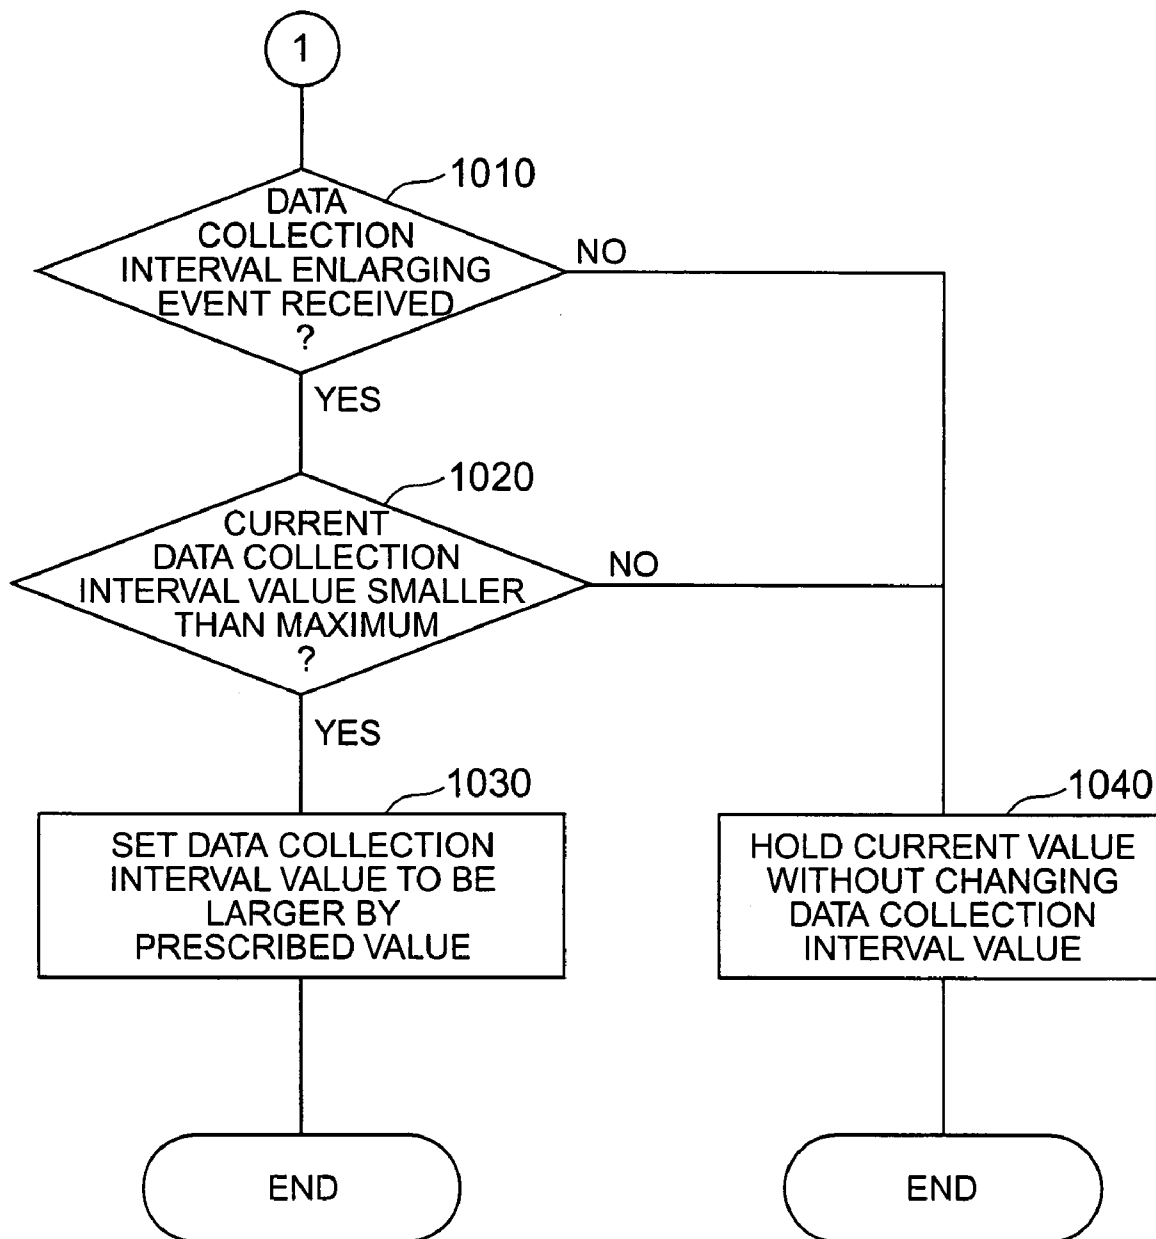 1
1010
DATA
COLLECTION
INTERVAL ENLARGING
EVENT RECEIVED
?
NO
YES
1020
CURRENT
DATA COLLECTION
INTERVAL VALUE SMALLER
THAN MAXIMUM
?
NO
YES
1030
SET DATA COLLECTION
INTERVAL VALUE TO BE
LARGER BY
PRESCRIBED VALUE
1040
HOLD CURRENT VALUE
WITHOUT CHANGING
DATA COLLECTION
INTERVAL VALUE
END
END